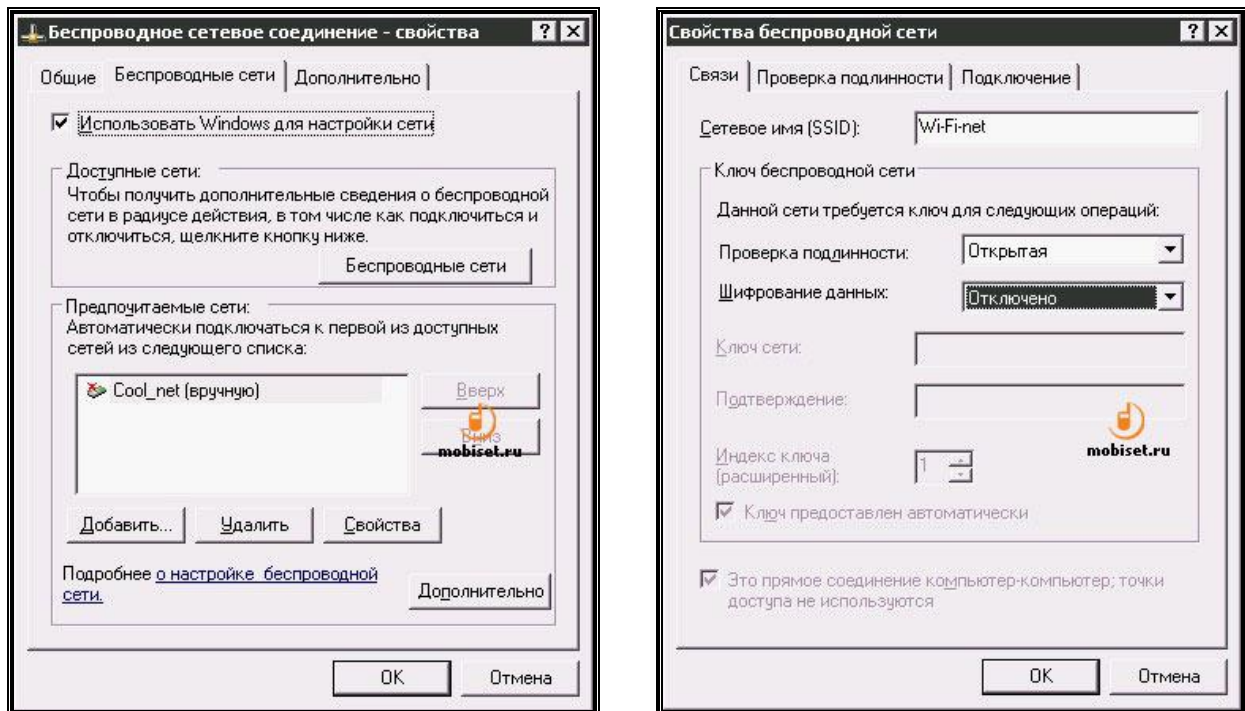 Беспроводное сетевое соединение - свойства
Общие
Беспроводные сети
Дополнительно
Использовать Windows для настройки сети
Доступные сети:
Чтобы получить дополнительные сведения о беспроводной
сети в радиусе действия, в том числе как подключиться и
отключиться, щелкните кнопку ниже.
Беспроводные сети
Предпочитаемые сети:
Автоматически подключаться к первой из доступных
сетей из следующего списка:
Cool_net (вручную)
Вверх
Вниз
mobiset.ru
Добавить...
Удалить
Свойства
Подробнее о настройке беспроводной
сети.
Дополнительно
OK
Отмена
Свойства беспроводной сети
Связи
Проверка подлинности
Подключение
Сетевое имя (SSID):
Wi-Fi-net
Ключ беспроводной сети
Данной сети требуется ключ для следующих операций:
Проверка подлинности:
Открытая
Шифрование данных:
Отключено
Ключ сети:
Подтверждение:
mobiset.ru
Индекс ключа
(расширенный):
1
Ключ предоставлен автоматически
Это прямое соединение компьютер-компьютер; точки
доступа не используются
OK
Отмена